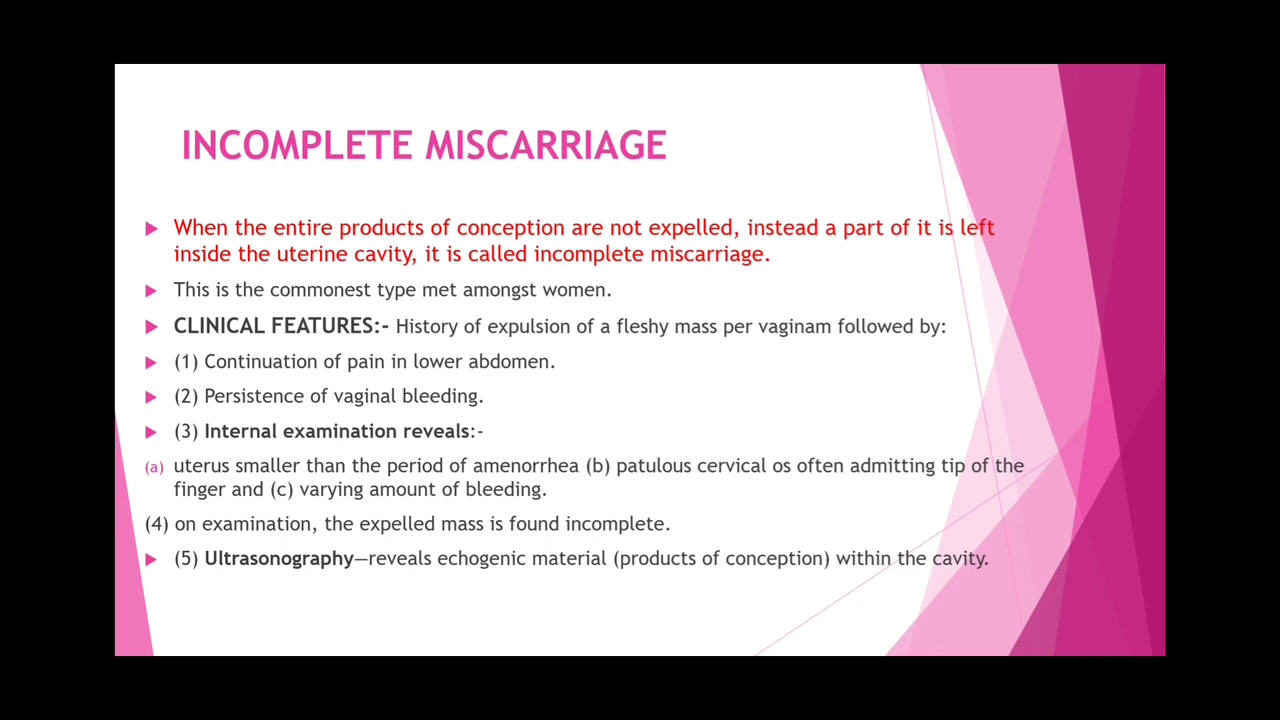 INCOMPLETE MISCARRIAGE
When the entire products of conception are not expelled, instead a part of it is left
inside the uterine cavity, it is called incomplete miscarriage.
This is the commonest type met amongst women.
CLINICAL FEATURES:- History of expulsion of a fleshy mass per vaginam followed by:
(1) Continuation of pain in lower abdomen.
(2) Persistence of vaginal bleeding.
(3) Internal examination reveals:-
(a) uterus smaller than the period of amenorrhea (b) patulous cervical os often admitting tip of the
finger and (c) varying amount of bleeding.
(4) on examination, the expelled mass is found incomplete.
(5) Ultrasonography—reveals echogenic material (products of conception) within the cavity.